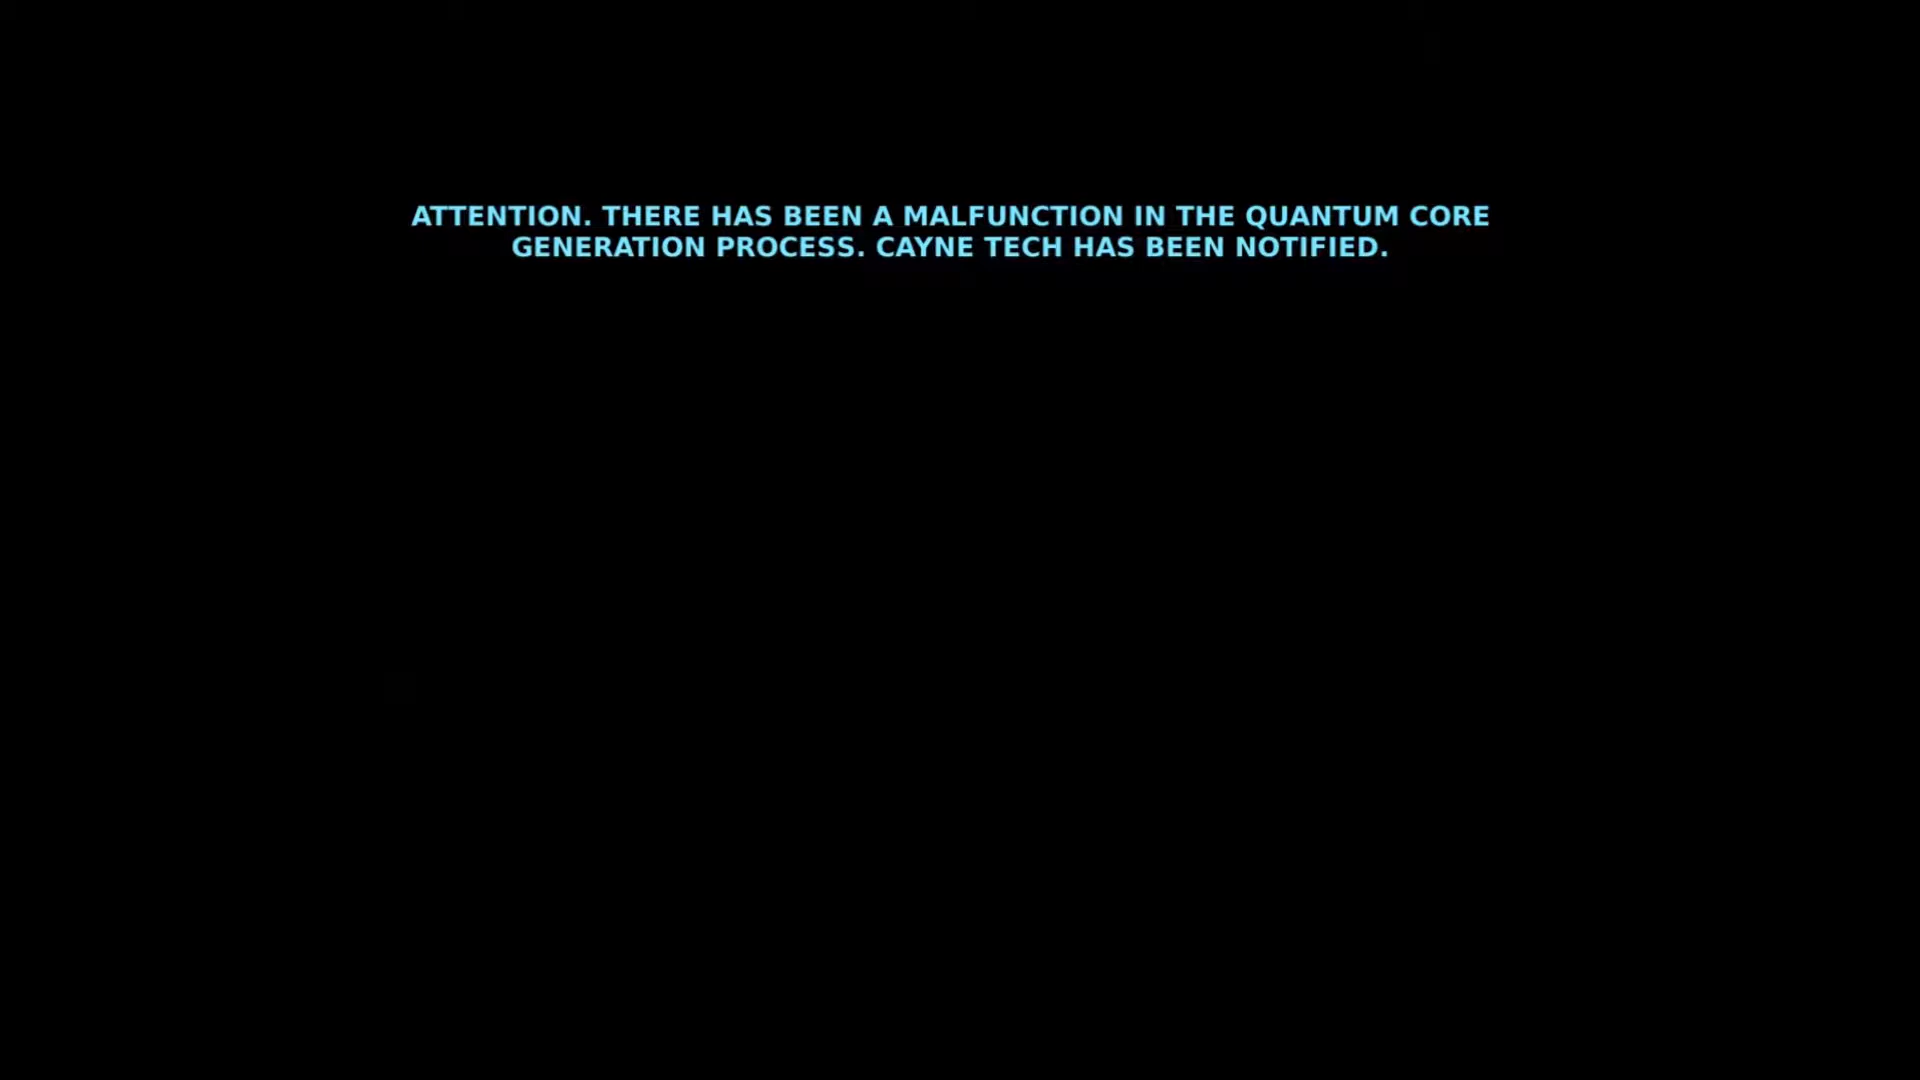 ATTENTION. THERE HAS BEEN A MALFUNCTION IN THE QUANTUM CORE
GENERATION PROCESS. CAYNE TECH HAS BEEN NOTIFIED.